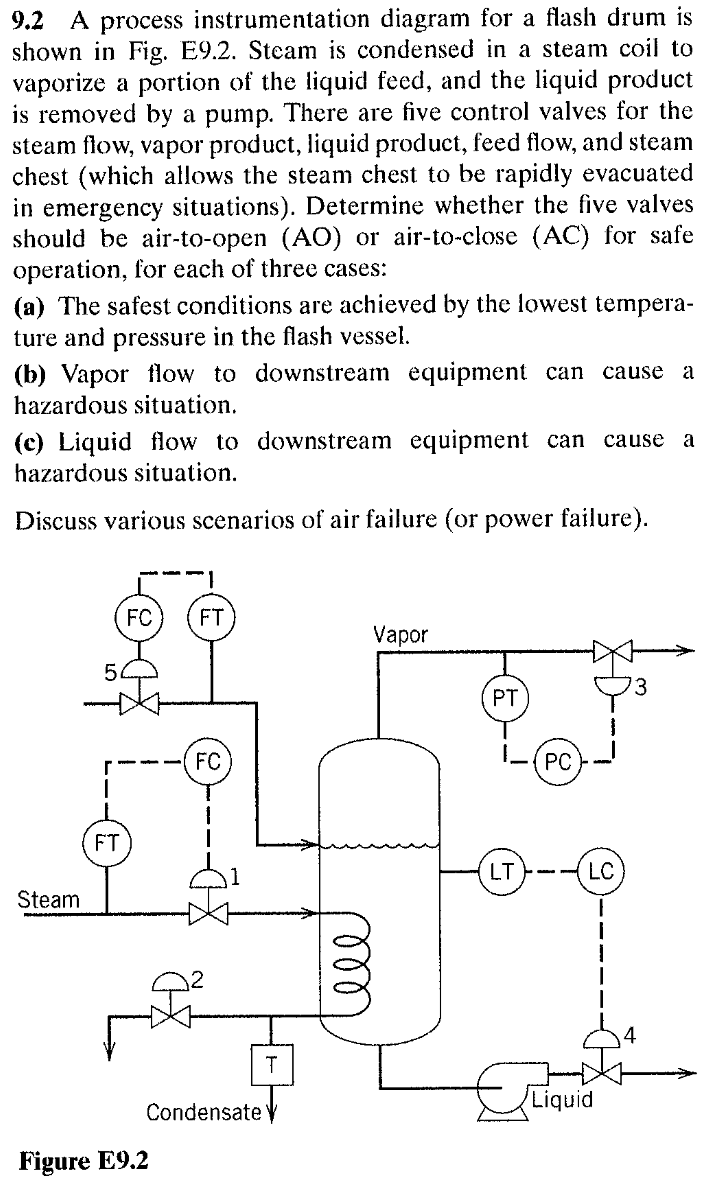 9.2 A process instrumentation diagram for a flash drum is
shown in Fig. E9.2. Steam is condensed in a steam coil to
vaporize a portion of the liquid feed, and the liquid product
is removed by a pump. There are five control valves for the
steam flow, vapor product, liquid product, feed flow, and steam
chest (which allows the steam chest to be rapidly evacuated
in emergency situations). Determine whether the five valves
should be air-to-open (AO) or air-to-close (AC) for safe
operation, for each of three cases:
(a) The safest conditions are achieved by the lowest tempera-
ture and pressure in the flash vessel.
(b) Vapor flow to downstream equipment can cause a
hazardous situation.
(c) Liquid flow to downstream equipment can cause a
hazardous situation.
Discuss various scenarios of air failure (or power failure).
FC
FT
5
Vapor
PT
3
PC
FC
FT
1
Steam
LT
LC
2
T
Condensate
4
Liquid
Figure E9.2